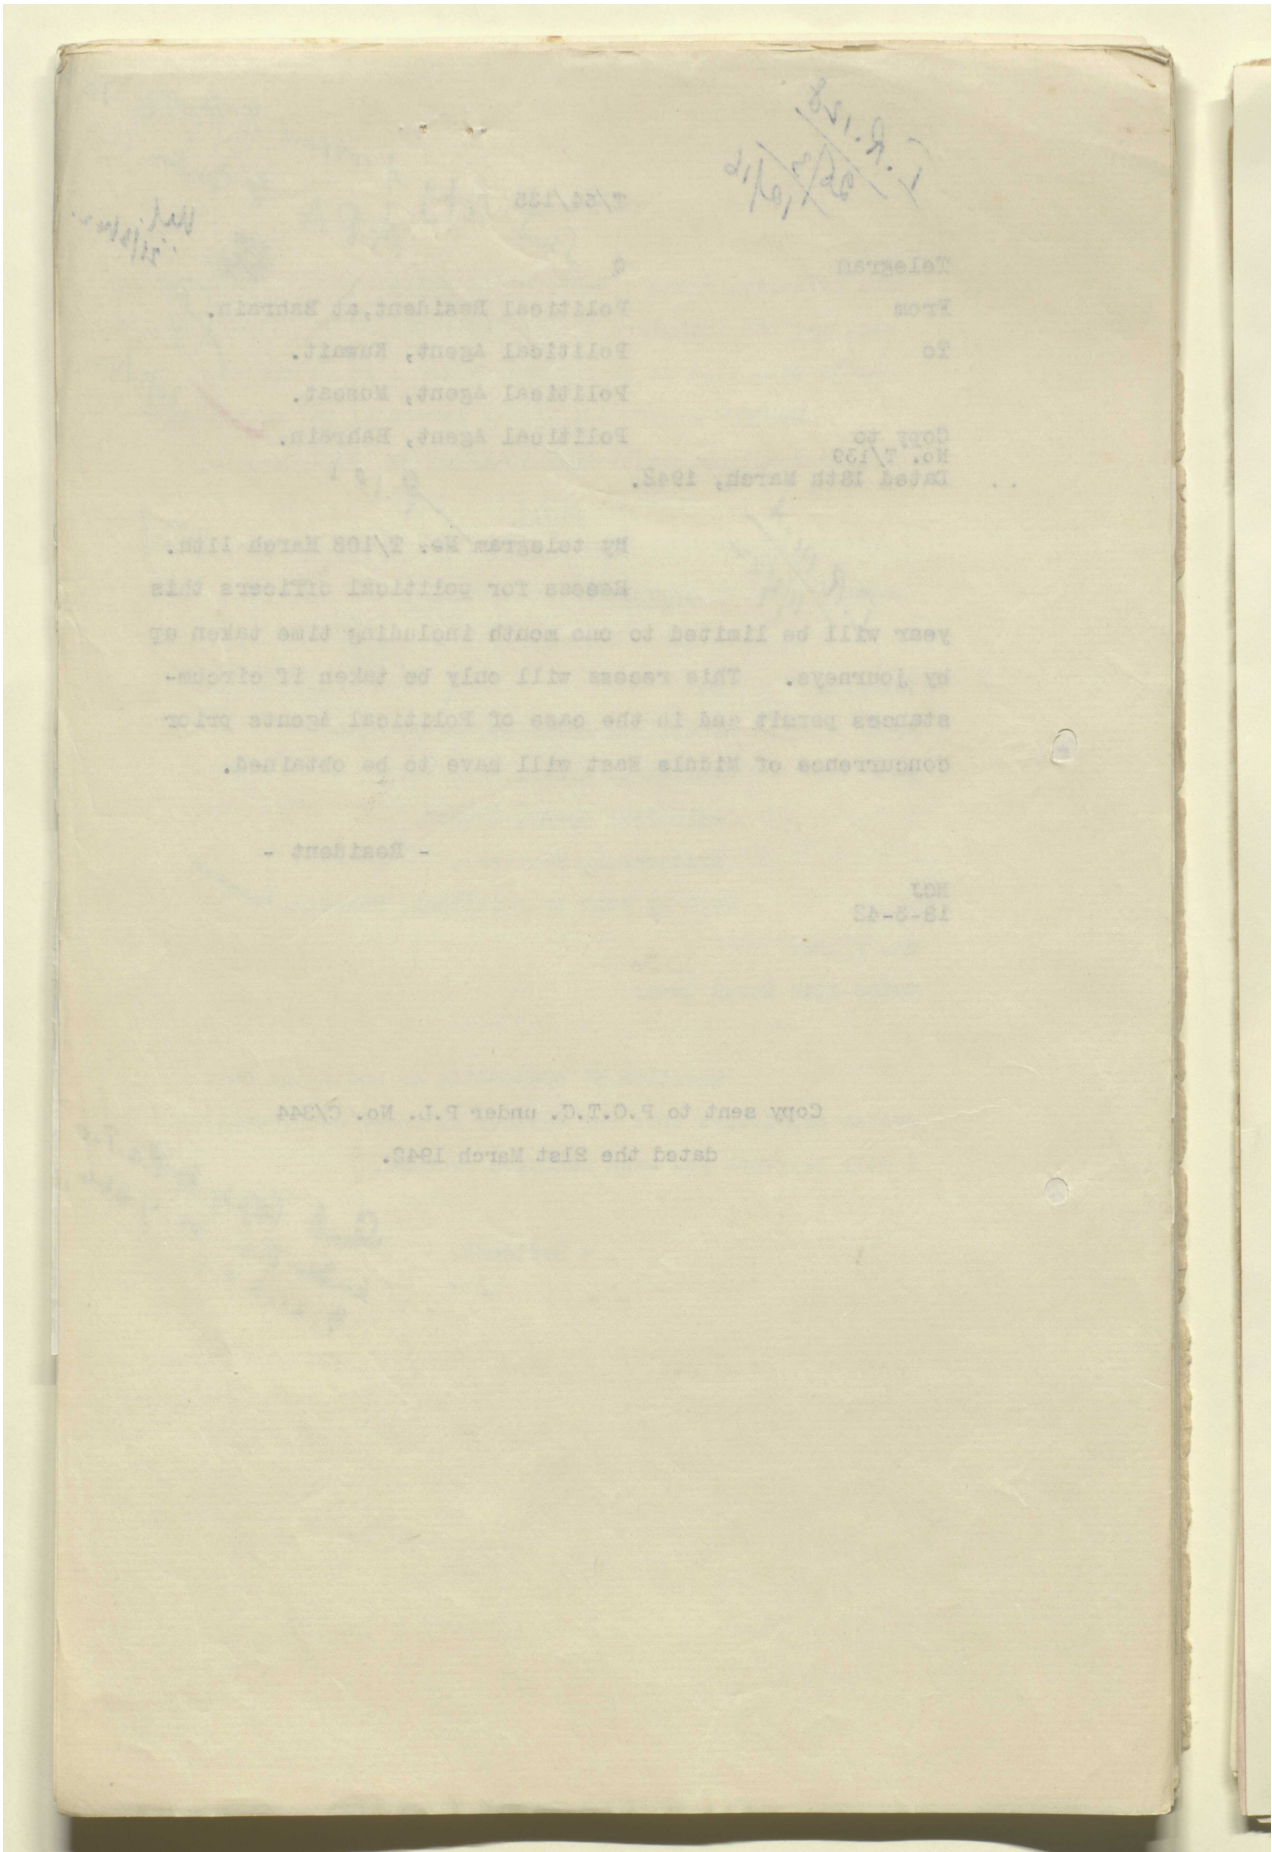 T/54/135
Telegram Q
From Political Resident,at Bahrain.
To Political Agent, Kuwait.
Political Agent, Muscat.
Copy to Political Agent, Bahrain.
No. T/139
Dated 18th March, 1942.
My telegram No. T/108 March 11th.
Recess for political officers this
year will be limited to one month including time taken up
by journeys. This recess will only be taken if circum-
stances permit and in the case of Political Agents prior
concurrence of Middle East will have to be obtained.
- Resident -
HGJ
18-3-42
Copy sent to P.O.T.C. under P.L. No. C/344
dated the 21st March 1942.